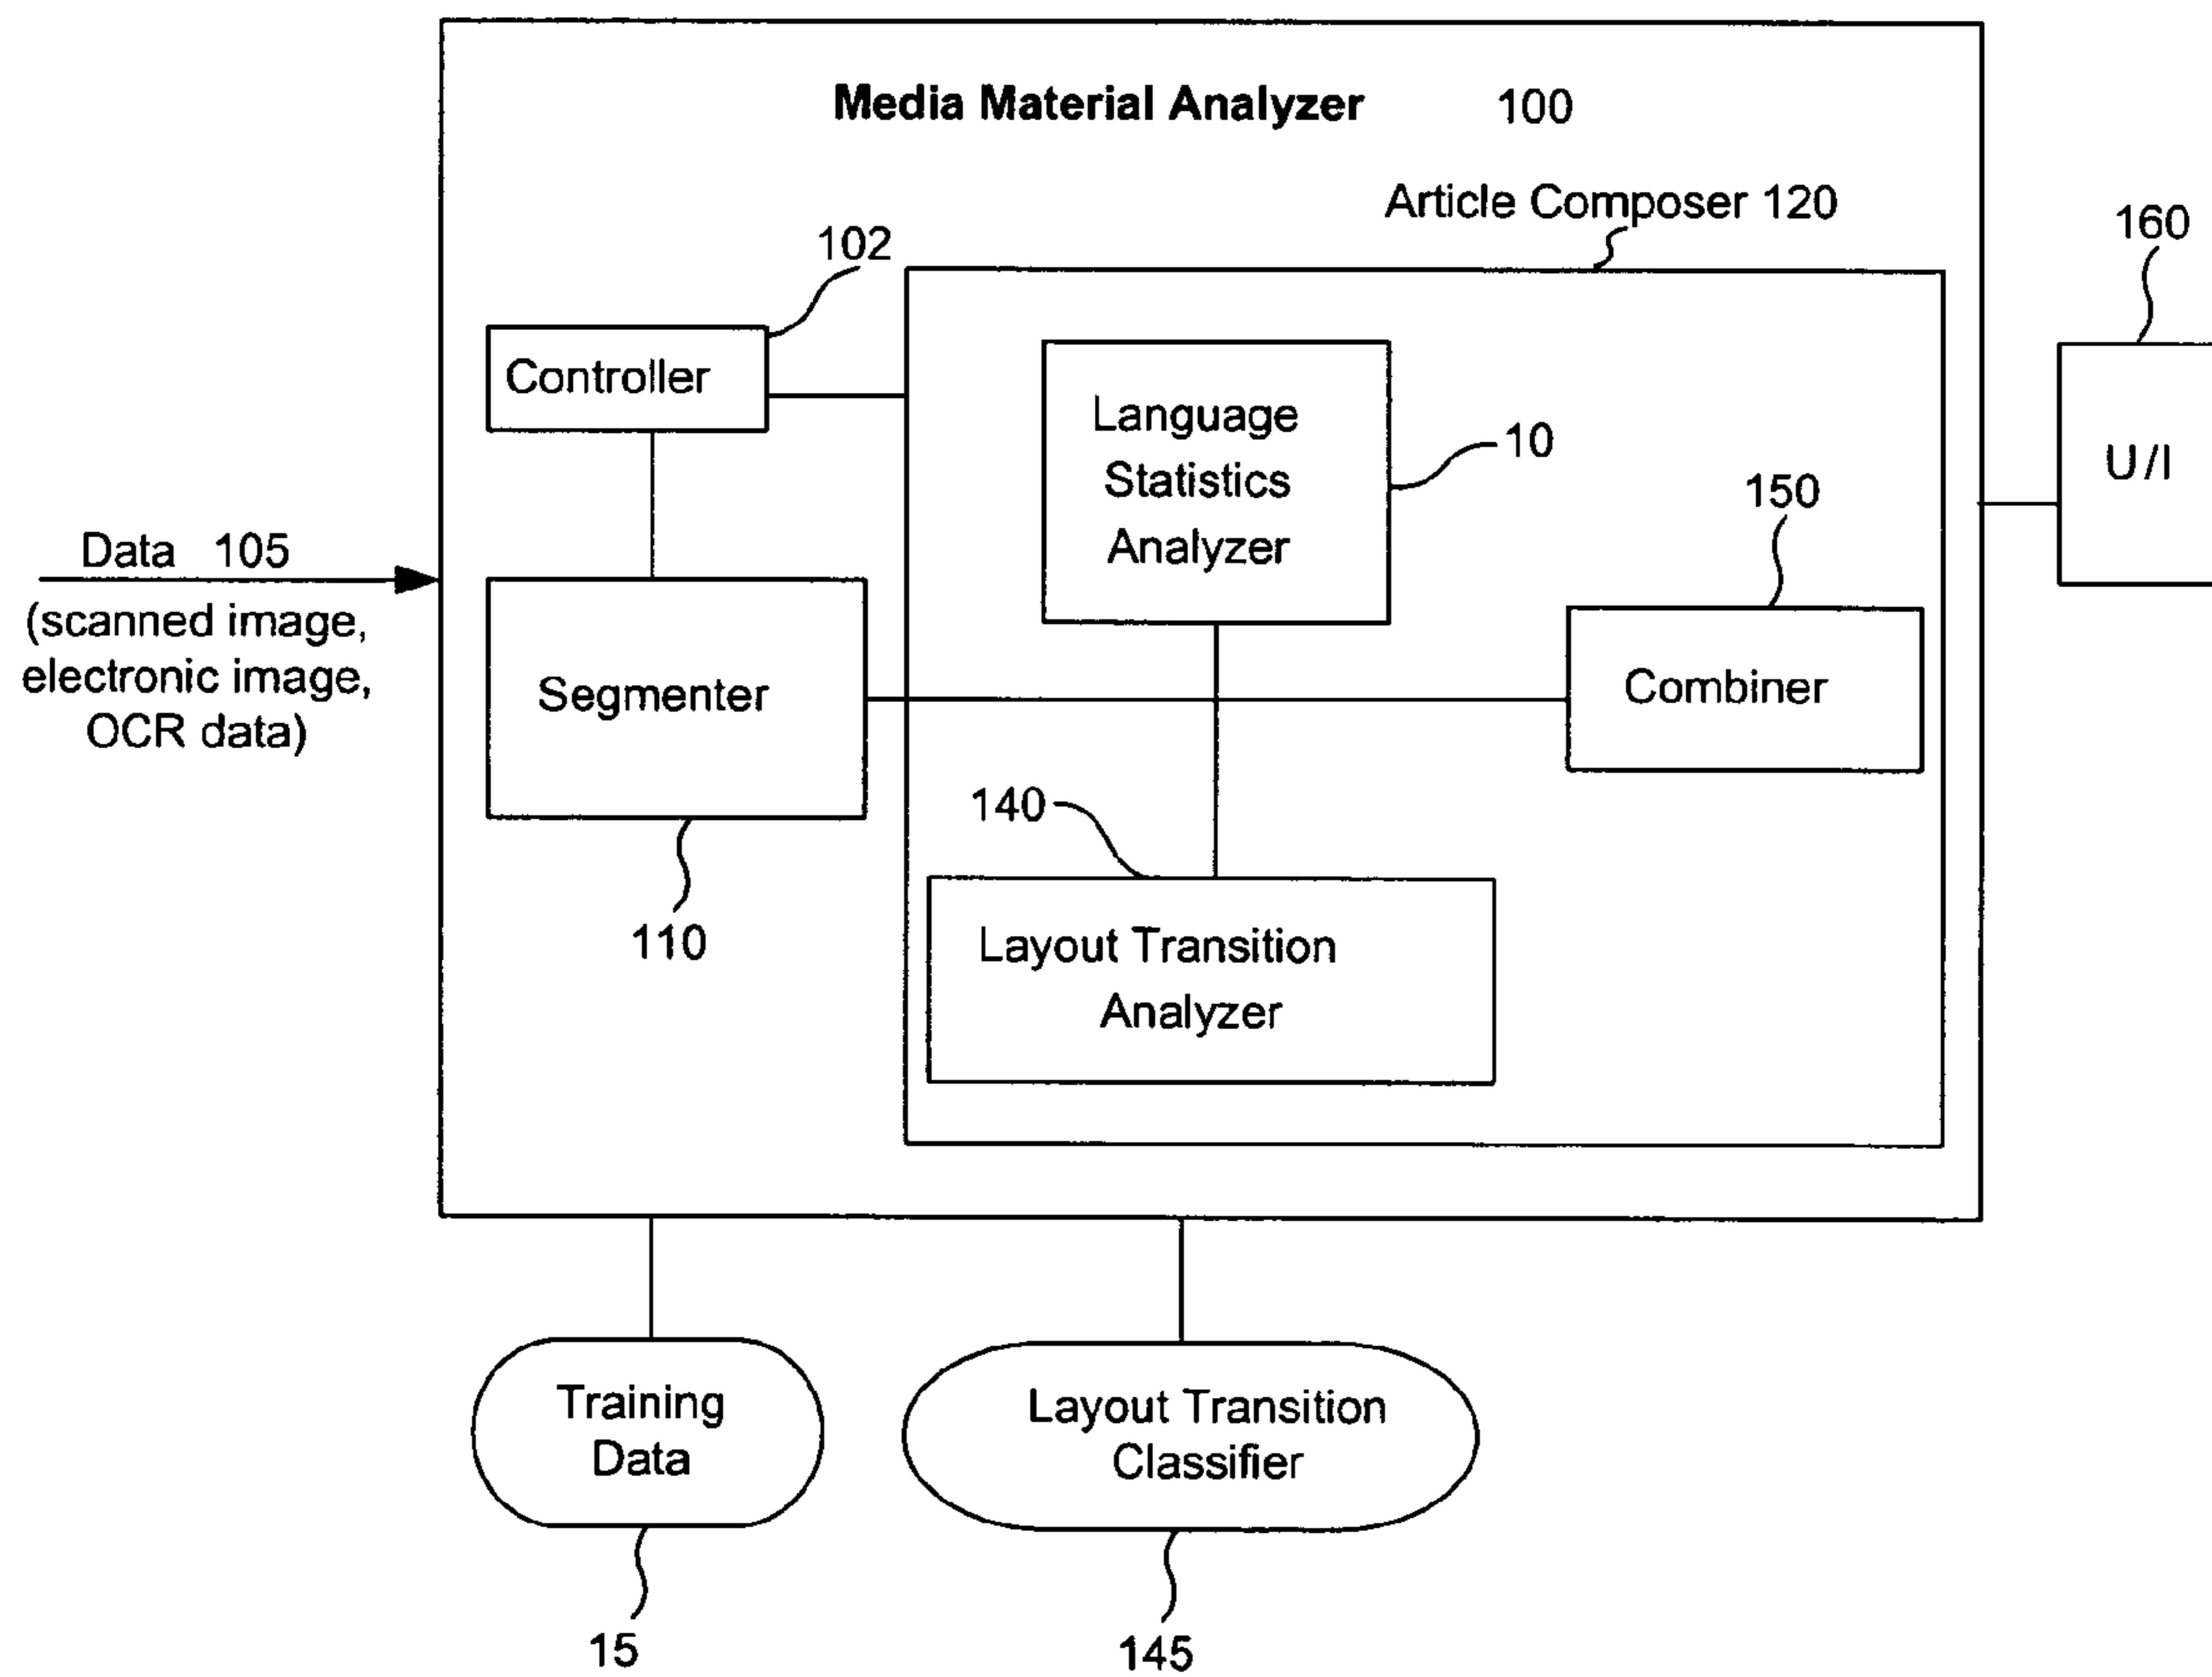 Media Material Analyzer 100
Article Composer 120
160
102
Controller
Language
Statistics
Analyzer
10
U/I
150
Data 105
(scanned image,
electronic image,
OCR data)
Segmenter
Combiner
140
110
Layout Transition
Analyzer
Training
Data
Layout Transition
Classifier
15
145